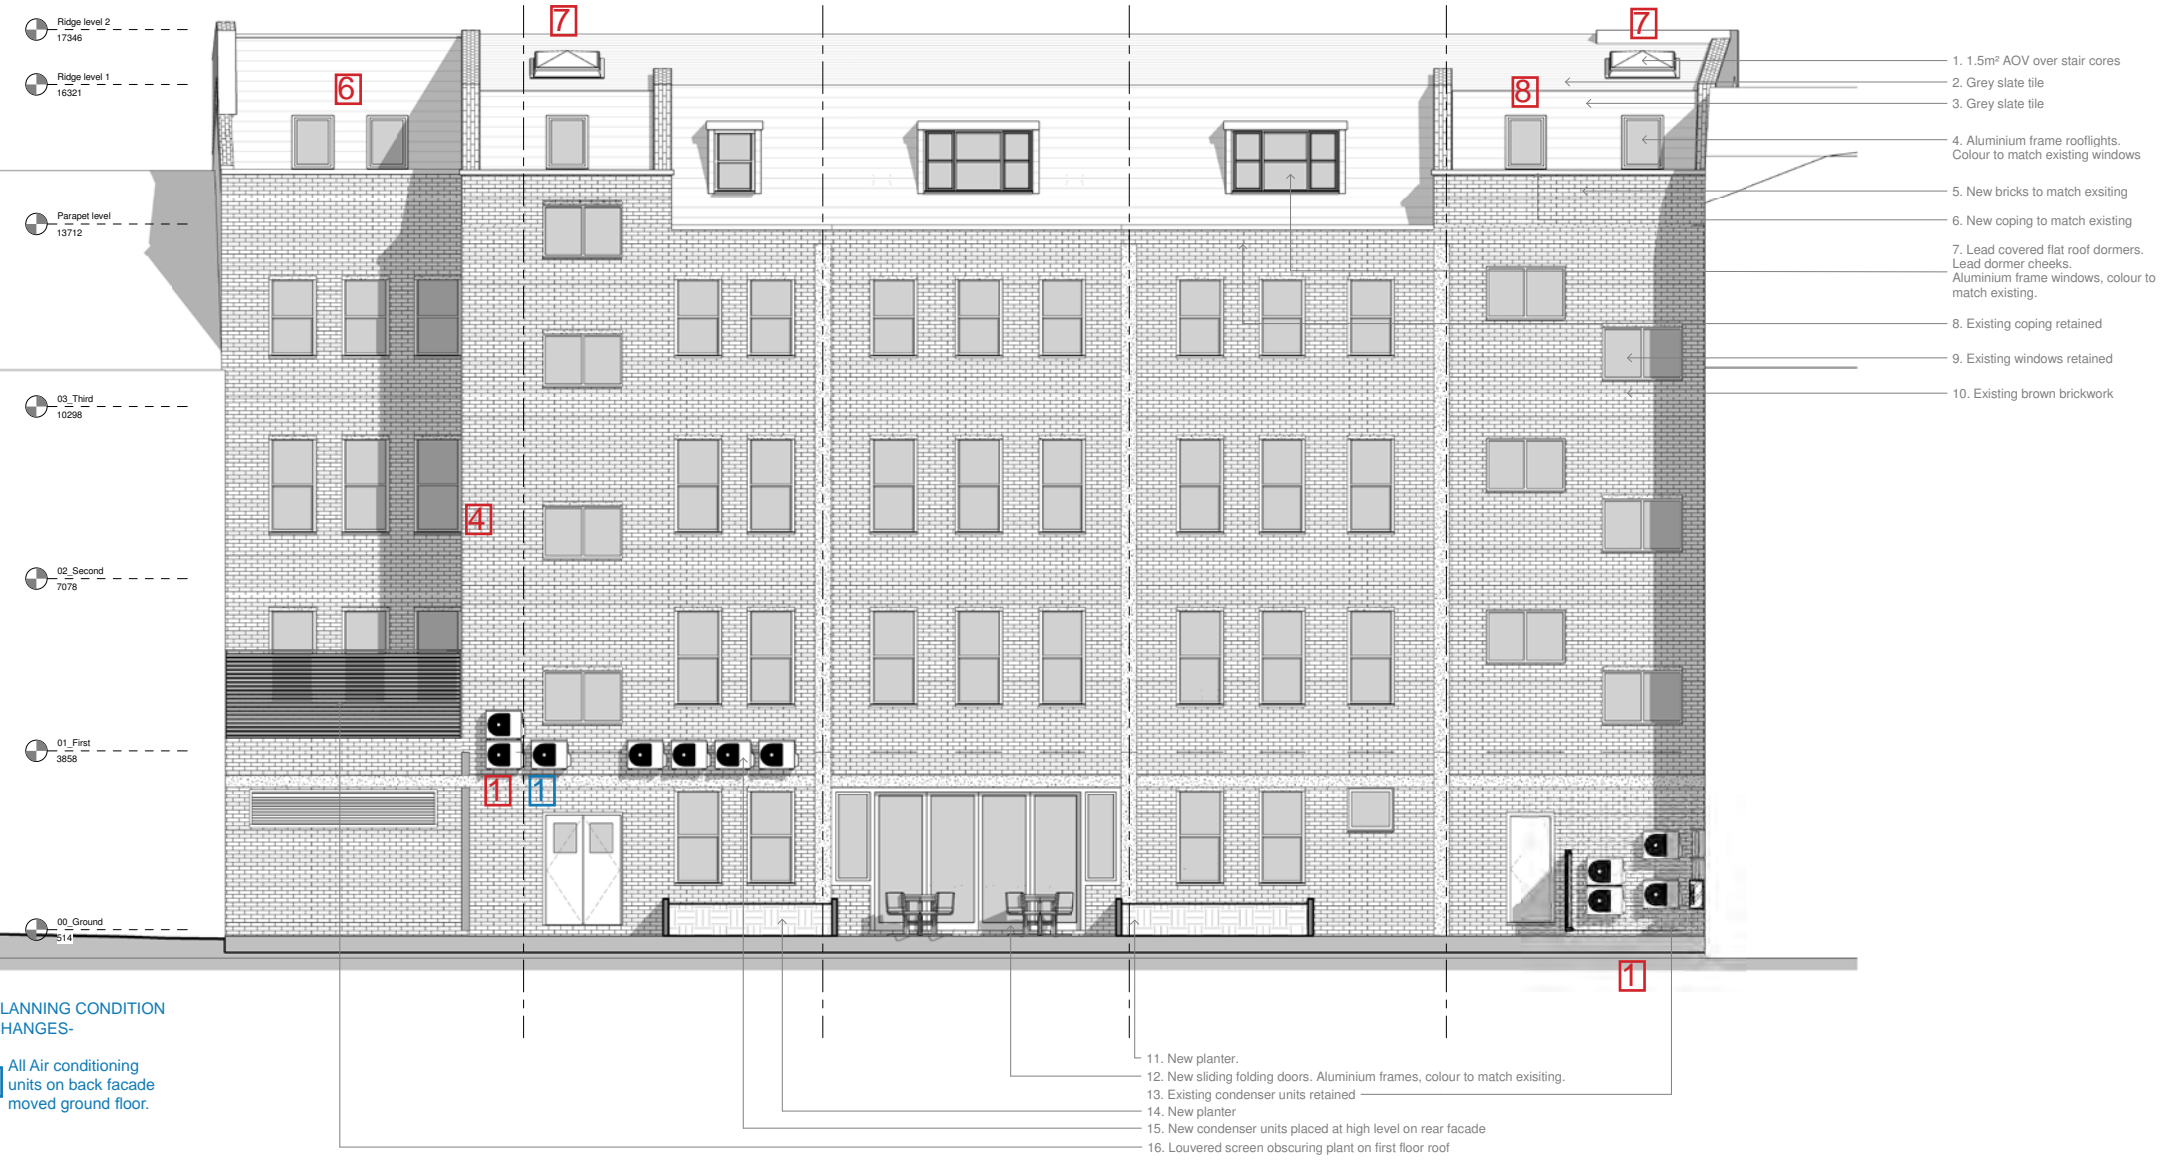 Ridge level 2
17346
Ridge level 1
16321
Parapet level
13712
03_Third
10298
02_Second
7078
01_First
3858
00_Ground
514
7
7
6
8
4
1
1
1
1. 1.5m² AOV over stair cores
2. Grey slate tile
3. Grey slate tile
4. Aluminium frame rooflights.
Colour to match existing windows
5. New bricks to match exsiting
6. New coping to match existing
7. Lead covered flat roof dormers.
Lead dormer cheeks.
Aluminium frame windows, colour to
match existing.
8. Existing coping retained
9. Existing windows retained
10. Existing brown brickwork
LANNING CONDITION
HANGES-
All Air conditioning
units on back facade
moved ground floor.
11. New planter.
12. New sliding folding doors. Aluminium frames, colour to match exisiting.
13. Existing condenser units retained
14. New planter
15. New condenser units placed at high level on rear facade
16. Louvered screen obscuring plant on first floor roof